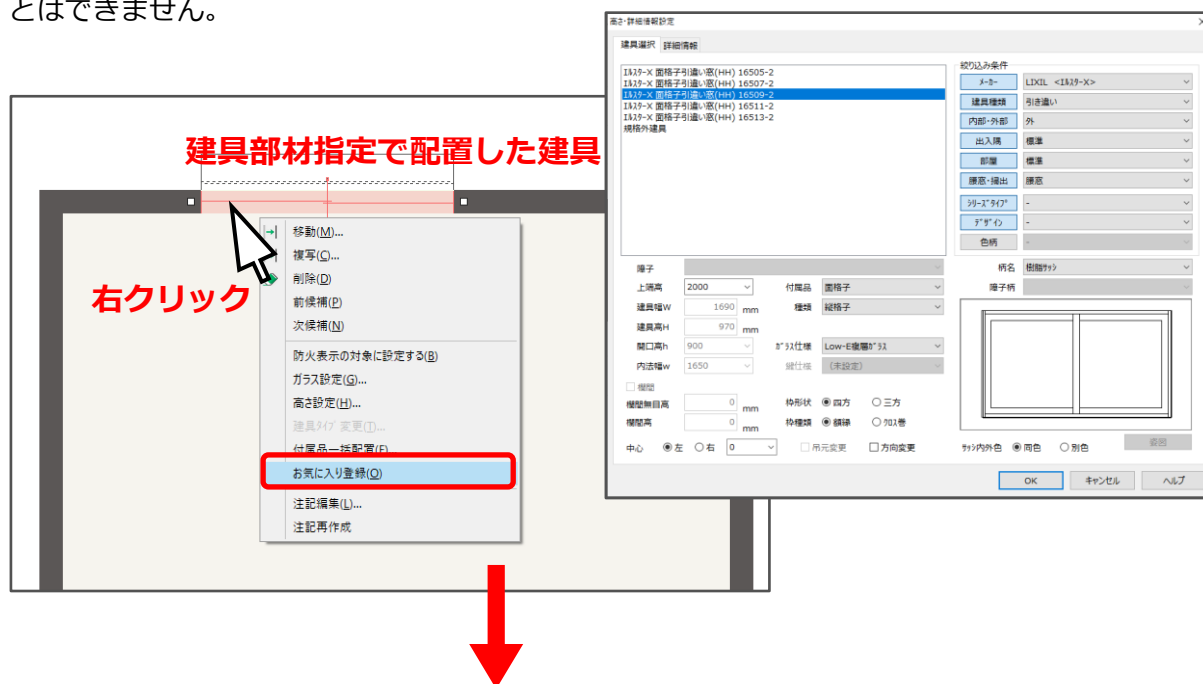 とはできません。
建具部材指定で配置した建具
右クリック
移動(M)...
複写(C)...
削除(D)
前候補(P)
次候補(N)
防火表示の対象に設定する(B)
ガラス設定(G)...
高さ設定(H)...
建具タイプ変更(T)...
付属品一括配置(F)...
お気に入り登録(O)
注記編集(L)...
注記再作成
高さ・詳細情報設定
建具選択 詳細情報
ｴﾙｽﾀｰX 面格子引違い窓(HH) 16505-2
ｴﾙｽﾀｰX 面格子引違い窓(HH) 16507-2
ｴﾙｽﾀｰX 面格子引違い窓(HH) 16509-2
ｴﾙｽﾀｰX 面格子引違い窓(HH) 16511-2
ｴﾙｽﾀｰX 面格子引違い窓(HH) 16513-2
規格外建具
絞り込み条件
ﾒｰｶｰ LIXIL <ｴﾙｽﾀｰX>
建具種類 引き違い
内部・外部 外
出入隅 標準
部屋 標準
腰窓・掃出 腰窓
ｼﾘｰｽﾞﾀｲﾌﾟ -
ﾃﾞｻﾞｲﾝ -
色柄 -
障子
上端高 2000
建具幅W 1690 mm
建具高H 970 mm
開口高h 900
内法幅w 1650
欄間
欄間無目高 0 mm
欄間高 0 mm
中心 左 右 0
付属品 面格子
種類 縦格子
ｶﾞﾗｽ仕様 Low-E複層ｶﾞﾗｽ
鍵仕様 (未設定)
枠形状 四方 三方
枠種類 額縁 ｸﾛｽ巻
吊元変更 方向変更
柄名 樹脂ｻｯｼ
障子柄
ｻｯｼ内外色 同色 別色
姿図
OK キャンセル ヘルプ